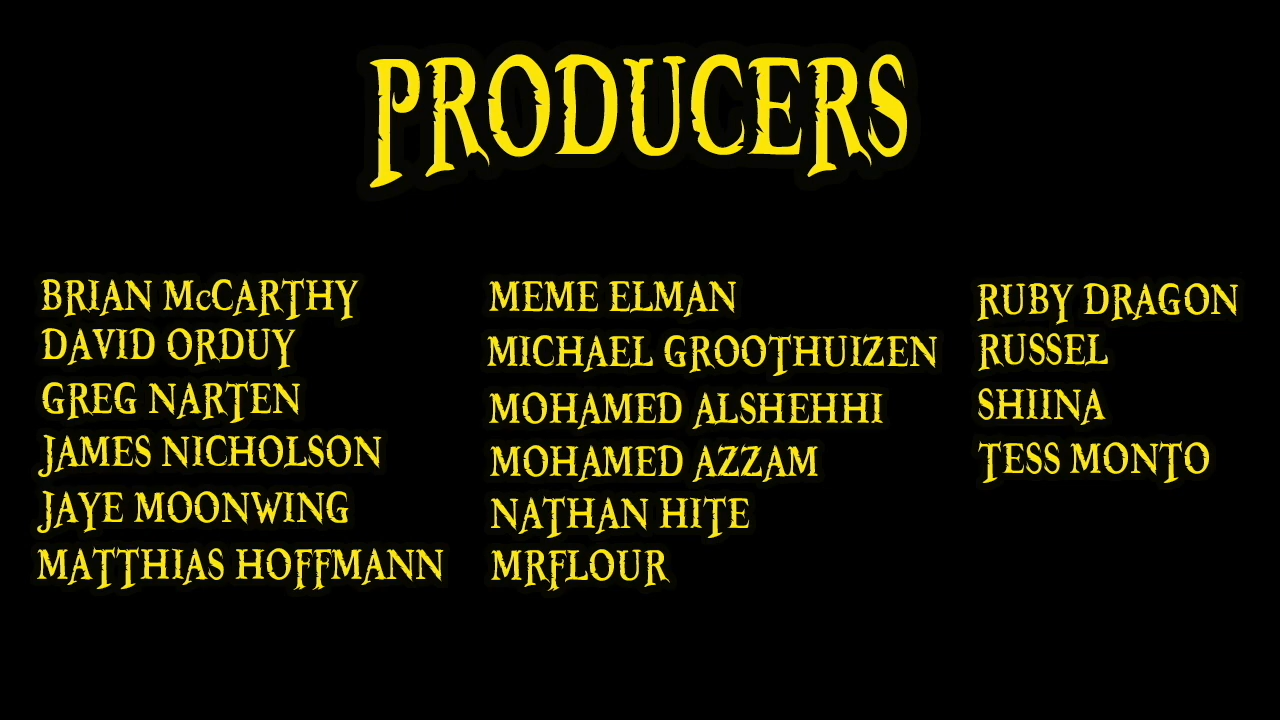 PRODUCERS
BRIAN McCARTHY
DAVID ORDUY
GREG NARTEN
JAMES NICHOLSON
JAYE MOONWING
MATTHIAS HOFFMANN
MEME ELMAN
MICHAEL GROOTHUIZEN
MOHAMED ALSHEHHI
MOHAMED AZZAM
NATHAN HITE
MRFLOUR
RUBY DRAGON
RUSSEL
SHIINA
TESS MONTO